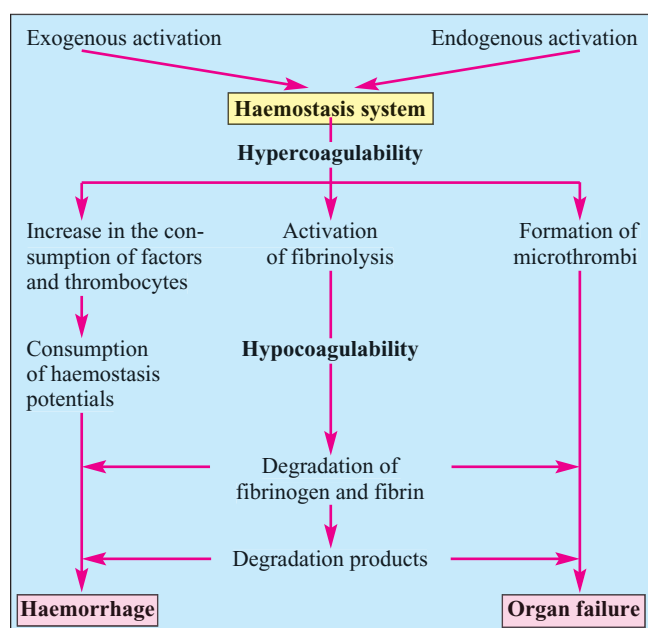 Exogenous activation
Endogenous activation
Haemostasis system
Hypercoagulability
Increase in the con-
sumption of factors
and thrombocytes
Activation
of fibrinolysis
Formation of
microthrombi
Consumption
of haemostasis
potentials
Hypocoagulability
Degradation of
fibrinogen and fibrin
Degradation products
Haemorrhage
Organ failure